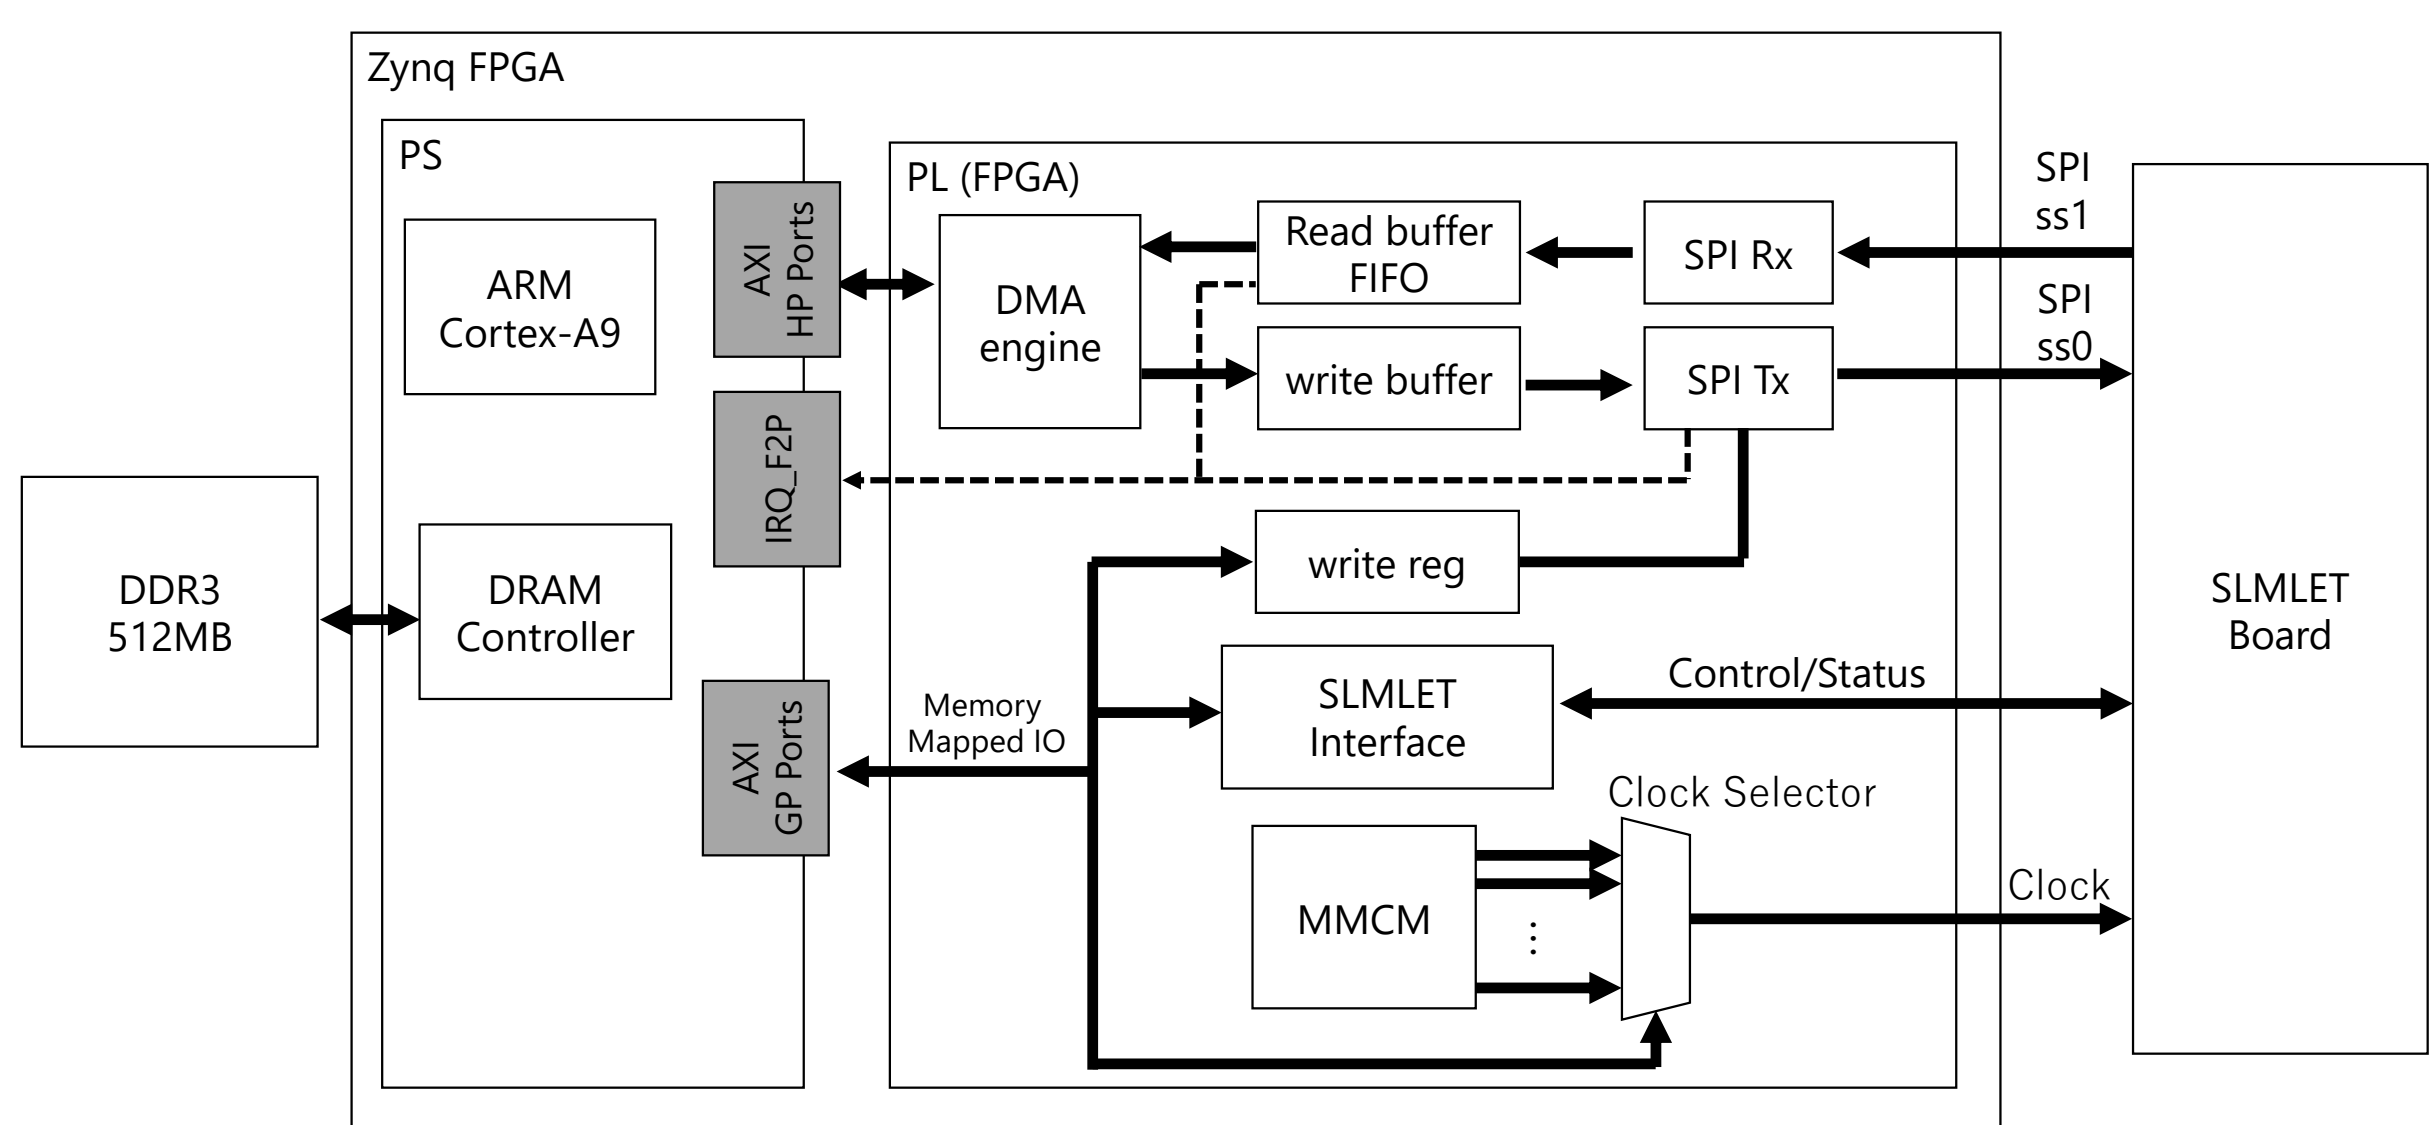 Zynq FPGA
PS
ARM
Cortex-A9
DRAM
Controller
DDR3
512MB
AXI
HP Ports
IRQ_F2P
AXI
GP Ports
PL (FPGA)
DMA
engine
Read buffer
FIFO
SPI Rx
write buffer
SPI Tx
write reg
Memory
Mapped IO
SLMLET
Interface
Control/Status
Clock Selector
MMCM
⋮
SPI
ss1
SPI
ss0
Clock
SLMLET
Board